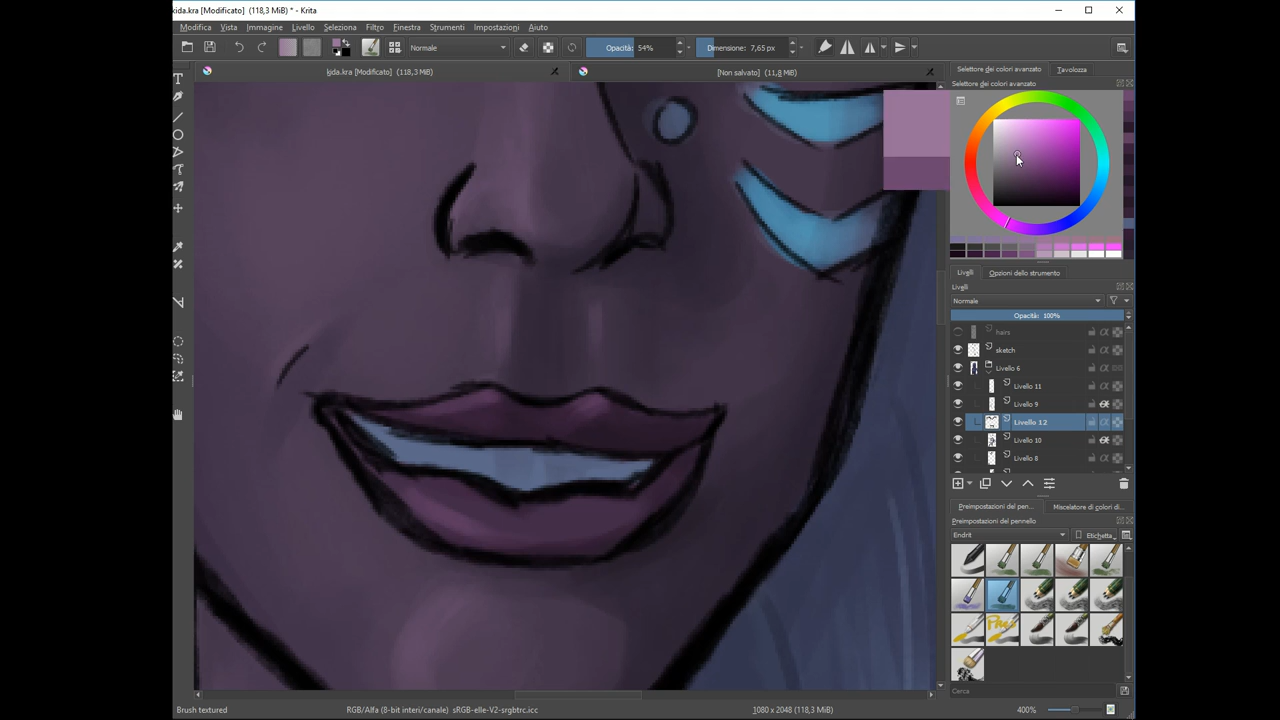 kida.kra [Modificato] (118,3 MiB) * - Krita
Modifica Vista Immagine Livello Seleziona Filtro Finestra Strumenti Impostazioni Aiuto
Normale Opacità: 54% Dimensione: 7,65 px
kida.kra [Modificato] (118,3 MiB) [Non salvato] (11,8 MiB)
Selettore dei colori avanzato Tavolozza
Selettore dei colori avanzato
Livelli Opzioni dello strumento
Livelli
Normale
Opacità: 100%
hairs
sketch
Livello 6
Livello 11
Livello 9
Livello 12
Livello 10
Livello 8
Preimpostazioni del pen... Miscelatore di colori di...
Preimpostazioni del pennello
Endrit Etichetta
Cerca
Brush textured RGB/Alfa (8-bit interi/canale) sRGB-elle-V2-srgbtrc.icc 1080 x 2048 (118,3 MiB) 400%